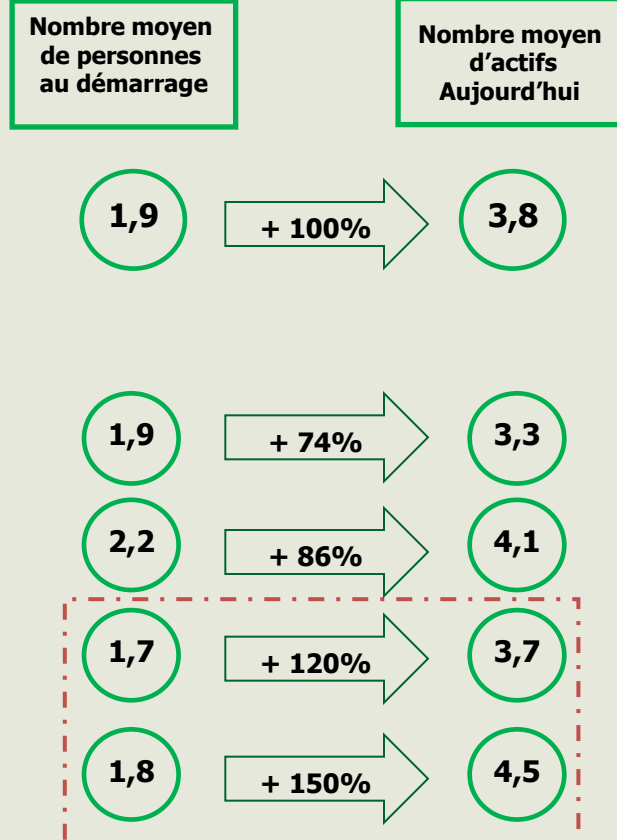 Nombre moyen
de personnes
au démarrage
Nombre moyen
d'actifs
Aujourd'hui
1,9 + 100% 3,8
1,9 + 74% 3,3
2,2 + 86% 4,1
1,7 + 120% 3,7
1,8 + 150% 4,5